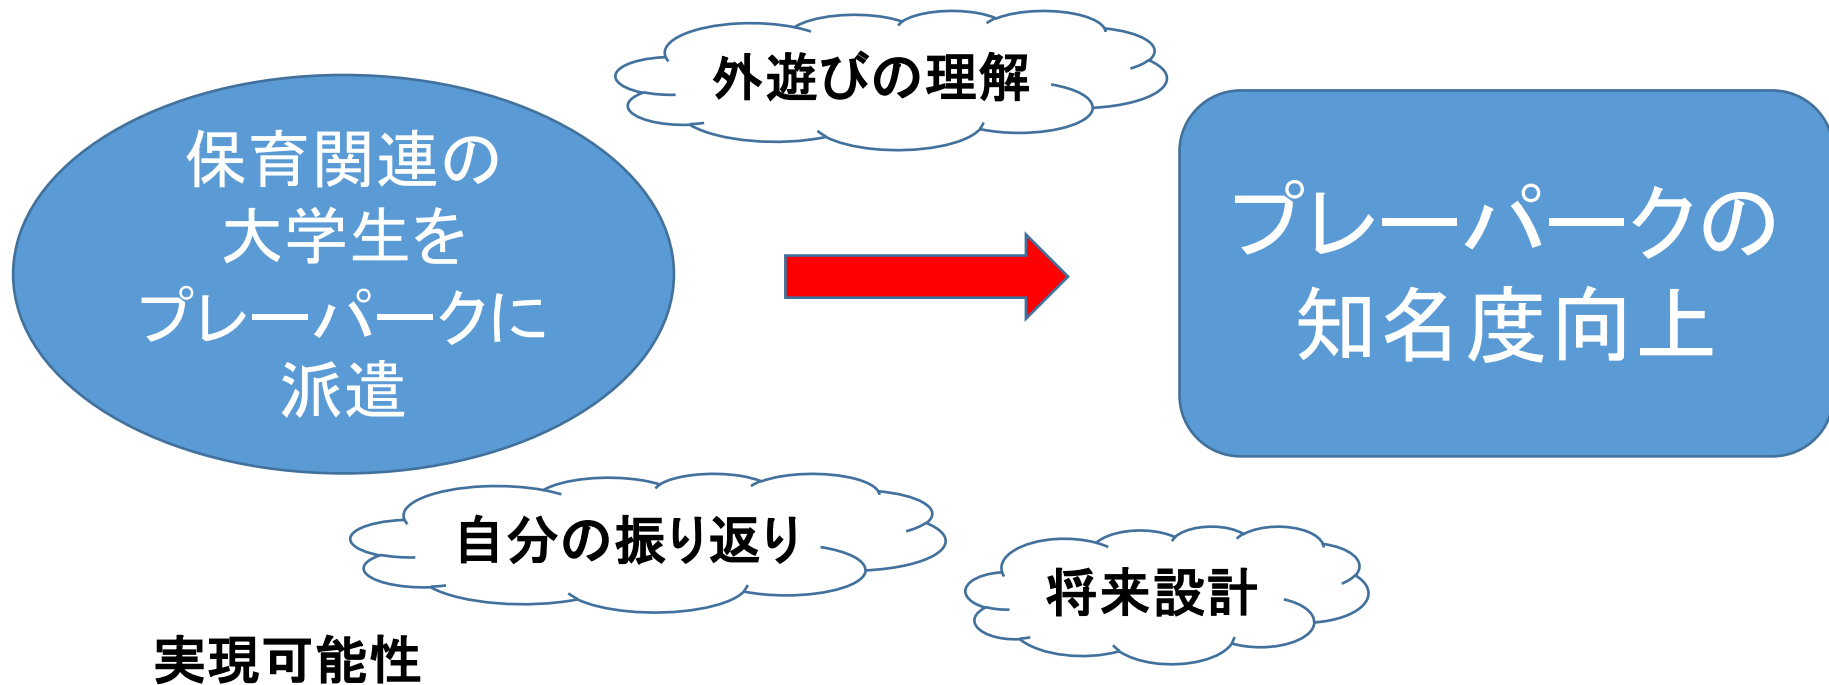 外遊びの理解
保育関連の
大学生を
プレーパークに
派遣
プレーパークの
知名度向上
自分の振り返り
将来設計
実現可能性